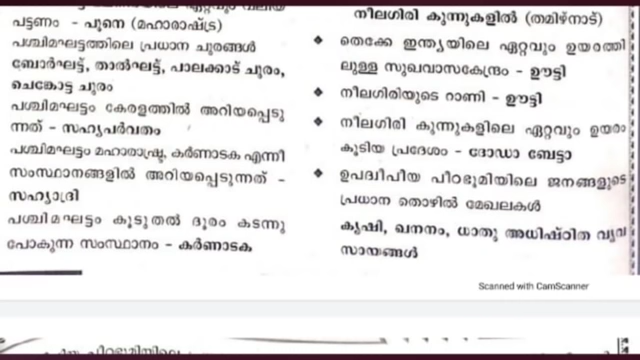 ഏറ്റവും വലിയ
പട്ടണം - പൂനെ (മഹാരാഷ്ട്ര)
പശ്ചിമഘട്ടത്തിലെ പ്രധാന ചുരങ്ങൾ
ബോർഘട്ട്, താൽഘട്ട്, പാലക്കാട് ചുരം,
ചെങ്കോട്ട ചുരം
പശ്ചിമഘട്ടം കേരളത്തിൽ അറിയപ്പെടു
ന്നത് - സഹ്യപർവതം
പശ്ചിമഘട്ടം മഹാരാഷ്ട്ര, കർണാടക എന്നീ
സംസ്ഥാനങ്ങളിൽ അറിയപ്പെടുന്നത് -
സഹ്യാദ്രി
പശ്ചിമഘട്ടം കൂടുതൽ ദൂരം കടന്നു
പോകുന്ന സംസ്ഥാനം - കർണാടക
നീലഗിരി കുന്നുകളിൽ (തമിഴ്നാട്)
❖ തെക്കേ ഇന്ത്യയിലെ ഏറ്റവും ഉയരത്തി
ലുള്ള സുഖവാസകേന്ദ്രം - ഊട്ടി
❖ നീലഗിരിയുടെ റാണി - ഊട്ടി
❖ നീലഗിരി കുന്നുകളിലെ ഏറ്റവും ഉയരം
കൂടിയ പ്രദേശം - ദോഡാ ബേട്ടാ
❖ ഉപദ്വീപീയ പീഠഭൂമിയിലെ ജനങ്ങളുടെ
പ്രധാന തൊഴിൽ മേഖലകൾ
കൃഷി, ഖനനം, ധാതു അധിഷ്ഠിത വ്യവ
സായങ്ങൾ
Scanned with CamScanner